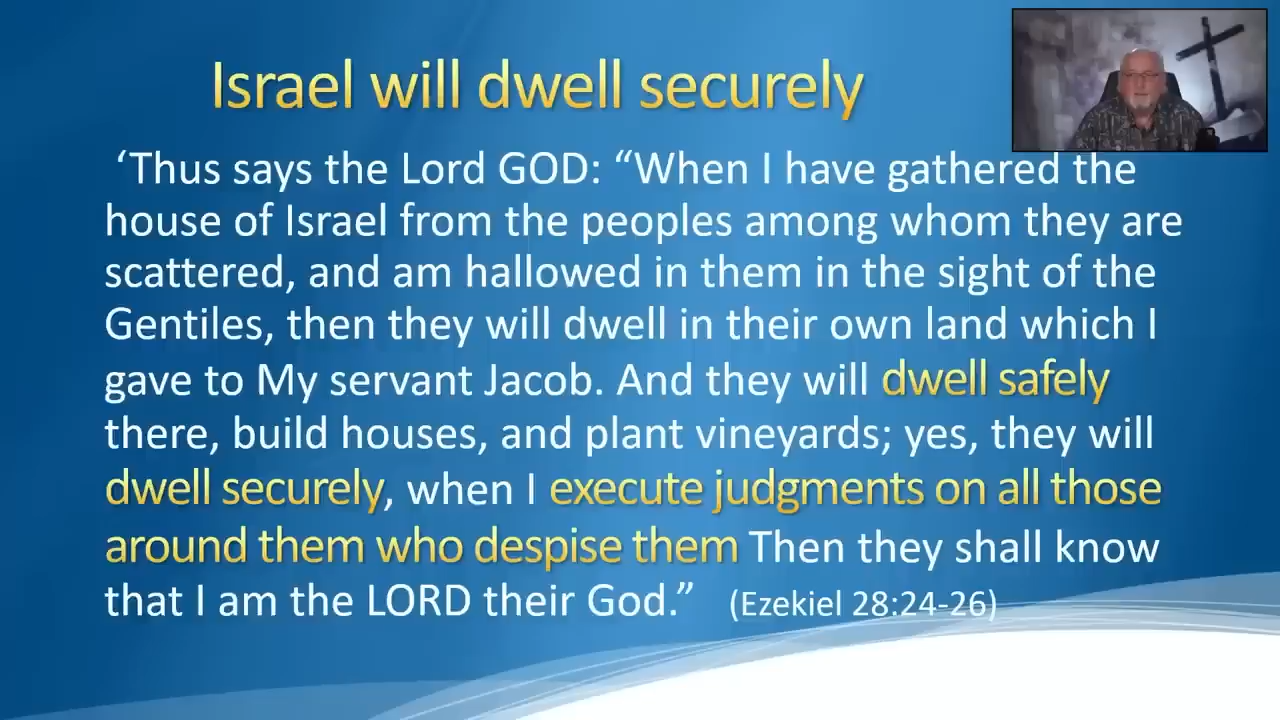 Israel will dwell securely
‘Thus says the Lord GOD: “When I have gathered the
house of Israel from the peoples among whom they are
scattered, and am hallowed in them in the sight of the
Gentiles, then they will dwell in their own land which I
gave to My servant Jacob. And they will dwell safely
there, build houses, and plant vineyards; yes, they will
dwell securely, when I execute judgments on all those
around them who despise them Then they shall know
that I am the LORD their God.” (Ezekiel 28:24-26)